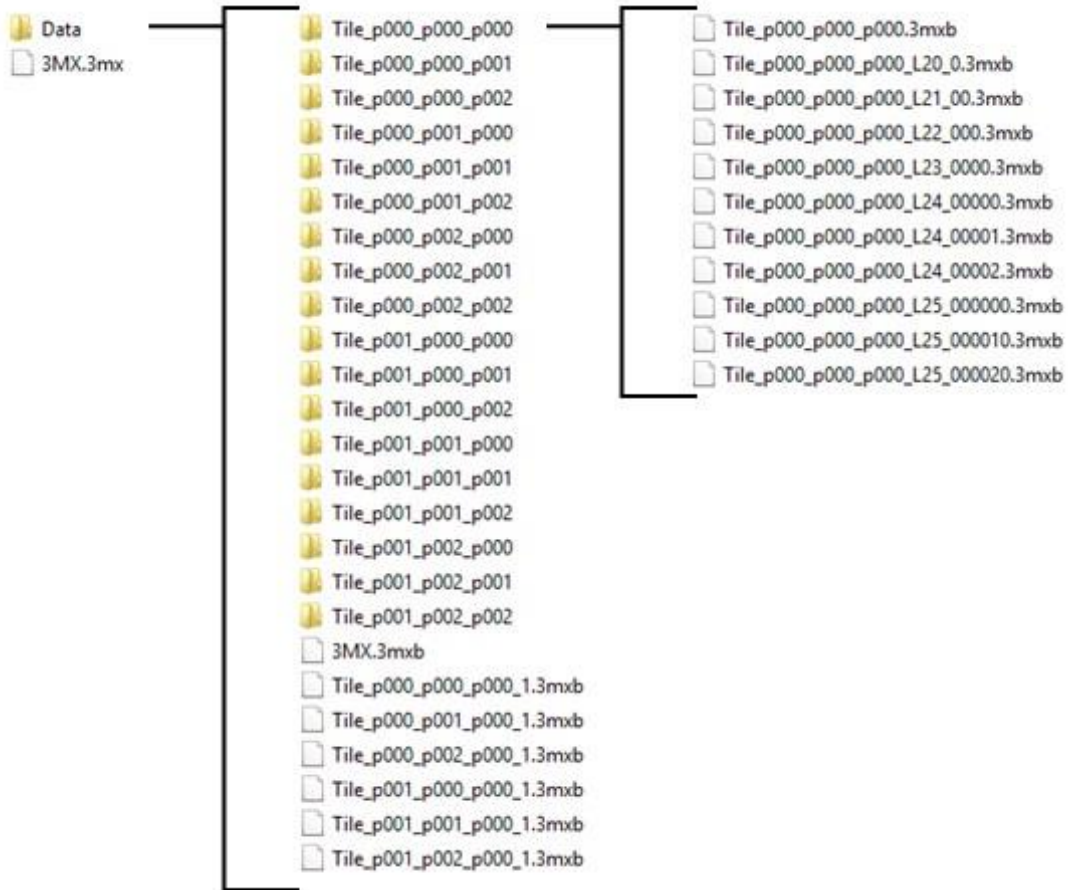 Data
3MX.3mx
Tile_p000_p000_p000
Tile_p000_p000_p001
Tile_p000_p000_p002
Tile_p000_p001_p000
Tile_p000_p001_p001
Tile_p000_p001_p002
Tile_p000_p002_p000
Tile_p000_p002_p001
Tile_p000_p002_p002
Tile_p001_p000_p000
Tile_p001_p000_p001
Tile_p001_p000_p002
Tile_p001_p001_p000
Tile_p001_p001_p001
Tile_p001_p001_p002
Tile_p001_p002_p000
Tile_p001_p002_p001
Tile_p001_p002_p002
3MX.3mxb
Tile_p000_p000_p000_1.3mxb
Tile_p000_p001_p000_1.3mxb
Tile_p000_p002_p000_1.3mxb
Tile_p001_p000_p000_1.3mxb
Tile_p001_p001_p000_1.3mxb
Tile_p001_p002_p000_1.3mxb
Tile_p000_p000_p000.3mxb
Tile_p000_p000_p000_L20_0.3mxb
Tile_p000_p000_p000_L21_00.3mxb
Tile_p000_p000_p000_L22_000.3mxb
Tile_p000_p000_p000_L23_0000.3mxb
Tile_p000_p000_p000_L24_00000.3mxb
Tile_p000_p000_p000_L24_00001.3mxb
Tile_p000_p000_p000_L24_00002.3mxb
Tile_p000_p000_p000_L25_000000.3mxb
Tile_p000_p000_p000_L25_000010.3mxb
Tile_p000_p000_p000_L25_000020.3mxb